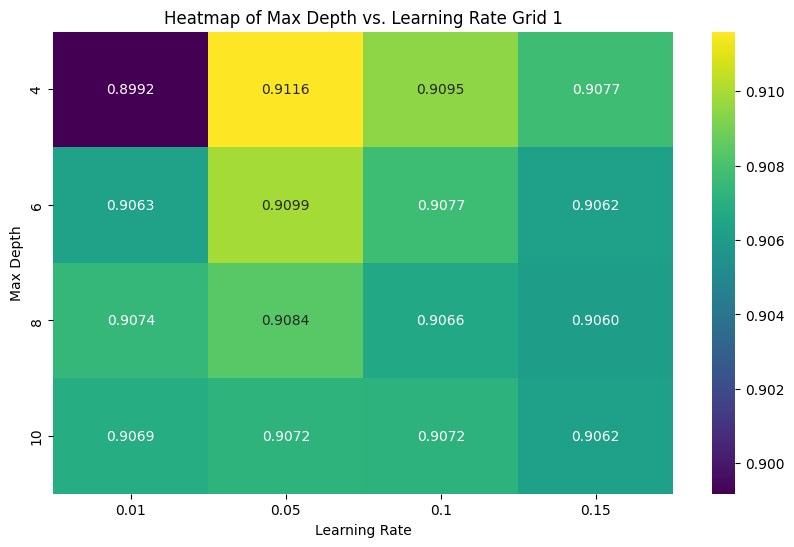 Heatmap of Max Depth vs. Learning Rate Grid 1
4 0.8992 0.9116 0.9095 0.9077
6 0.9063 0.9099 0.9077 0.9062
8 0.9074 0.9084 0.9066 0.9060
10 0.9069 0.9072 0.9072 0.9062
0.01 0.05 0.1 0.15
Max Depth
Learning Rate
0.910
0.908
0.906
0.904
0.902
0.900